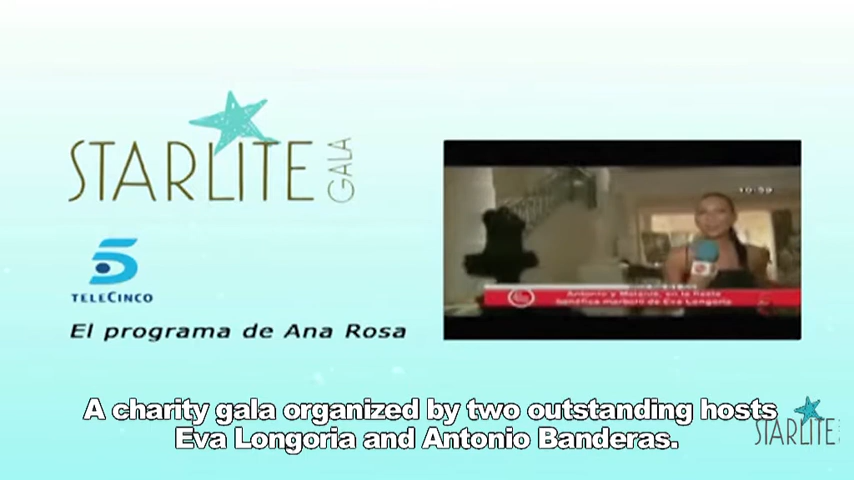 STARLITE
GALA
TELECINCO
El programa de Ana Rosa
10:59
Antonio y Melanie, en la fiesta
benéfica marbellí de Eva Longoria
A charity gala organized by two outstanding hosts
Eva Longoria and Antonio Banderas.
STARLITE